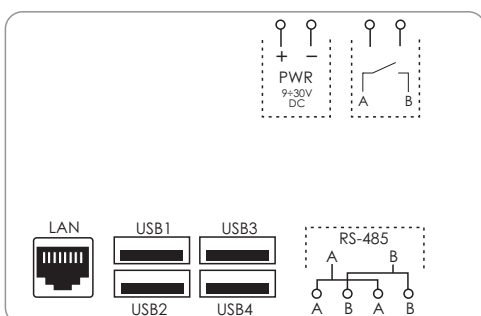 + −
PWR
9÷30V
DC
A B
LAN USB1 USB3
USB2 USB4
RS-485
A B
A B A B